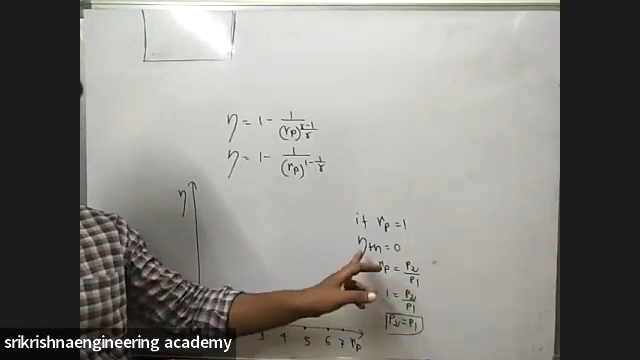 η = 1 - 1/(rp)^(γ-1/γ)
η = 1 - 1/(rp)^(1-1/γ)
η
if rp = 1
ηth = 0
rp = P2/P1
1 = P2/P1
P2 = P1
3 4 5 6 7 rp
srikrishnaengineering academy